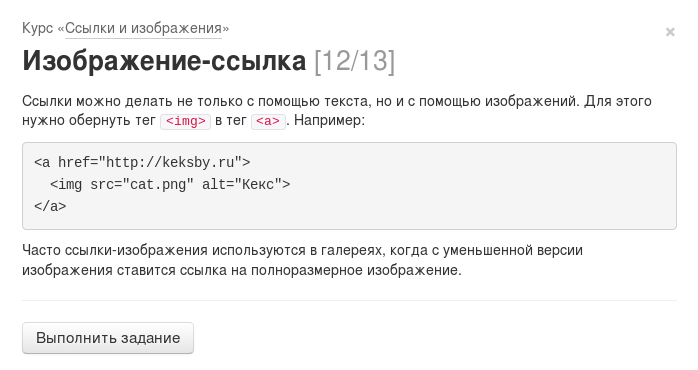 Курс «Ссылки и изображения»
×
Изображение-ссылка [12/13]
Ссылки можно делать не только с помощью текста, но и с помощью изображений. Для этого
нужно обернуть тег <img> в тег <a>. Например:
<a href="http://keksby.ru">
  <img src="cat.png" alt="Кекс">
</a>
Часто ссылки-изображения используются в галереях, когда с уменьшенной версии
изображения ставится ссылка на полноразмерное изображение.
Выполнить задание